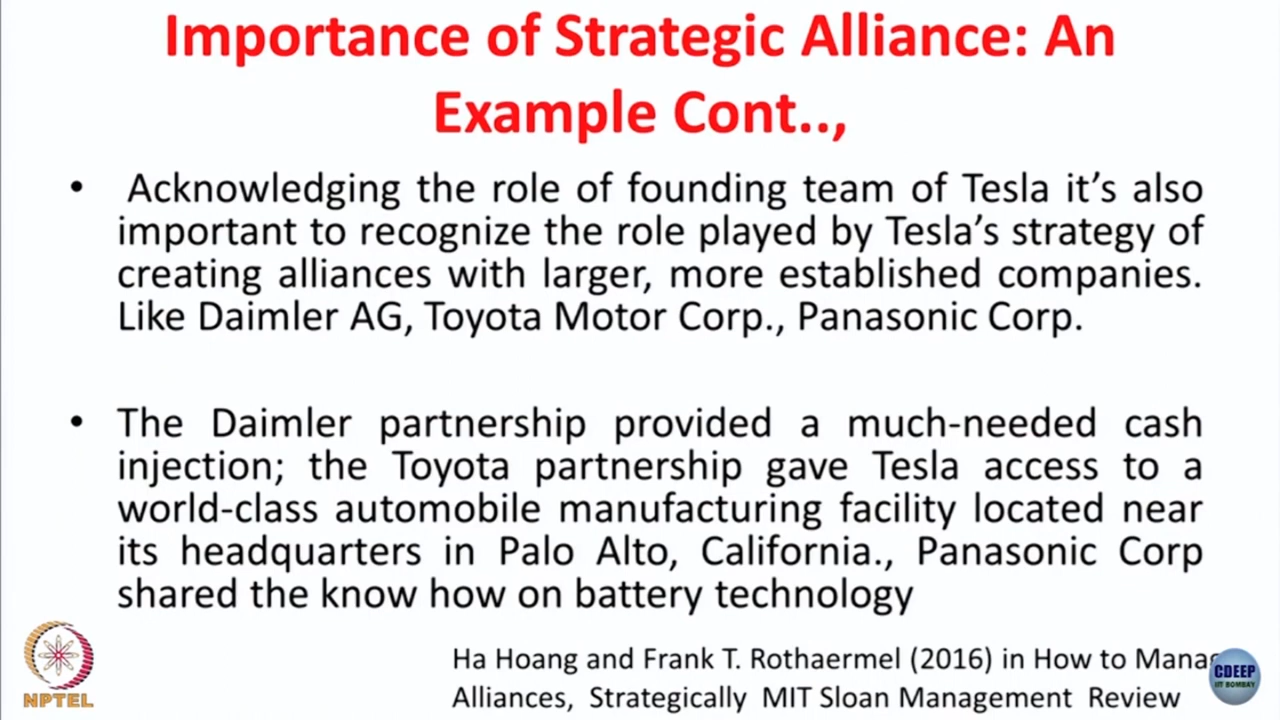 Importance of Strategic Alliance: An
Example Cont..,
• Acknowledging the role of founding team of Tesla it's also
important to recognize the role played by Tesla's strategy of
creating alliances with larger, more established companies.
Like Daimler AG, Toyota Motor Corp., Panasonic Corp.
• The Daimler partnership provided a much-needed cash
injection; the Toyota partnership gave Tesla access to a
world-class automobile manufacturing facility located near
its headquarters in Palo Alto, California., Panasonic Corp
shared the know how on battery technology
Ha Hoang and Frank T. Rothaermel (2016) in How to
Alliances, Strategically MIT Sloan Management Review
NPTEL
CDEEP
IIT BOMBAY